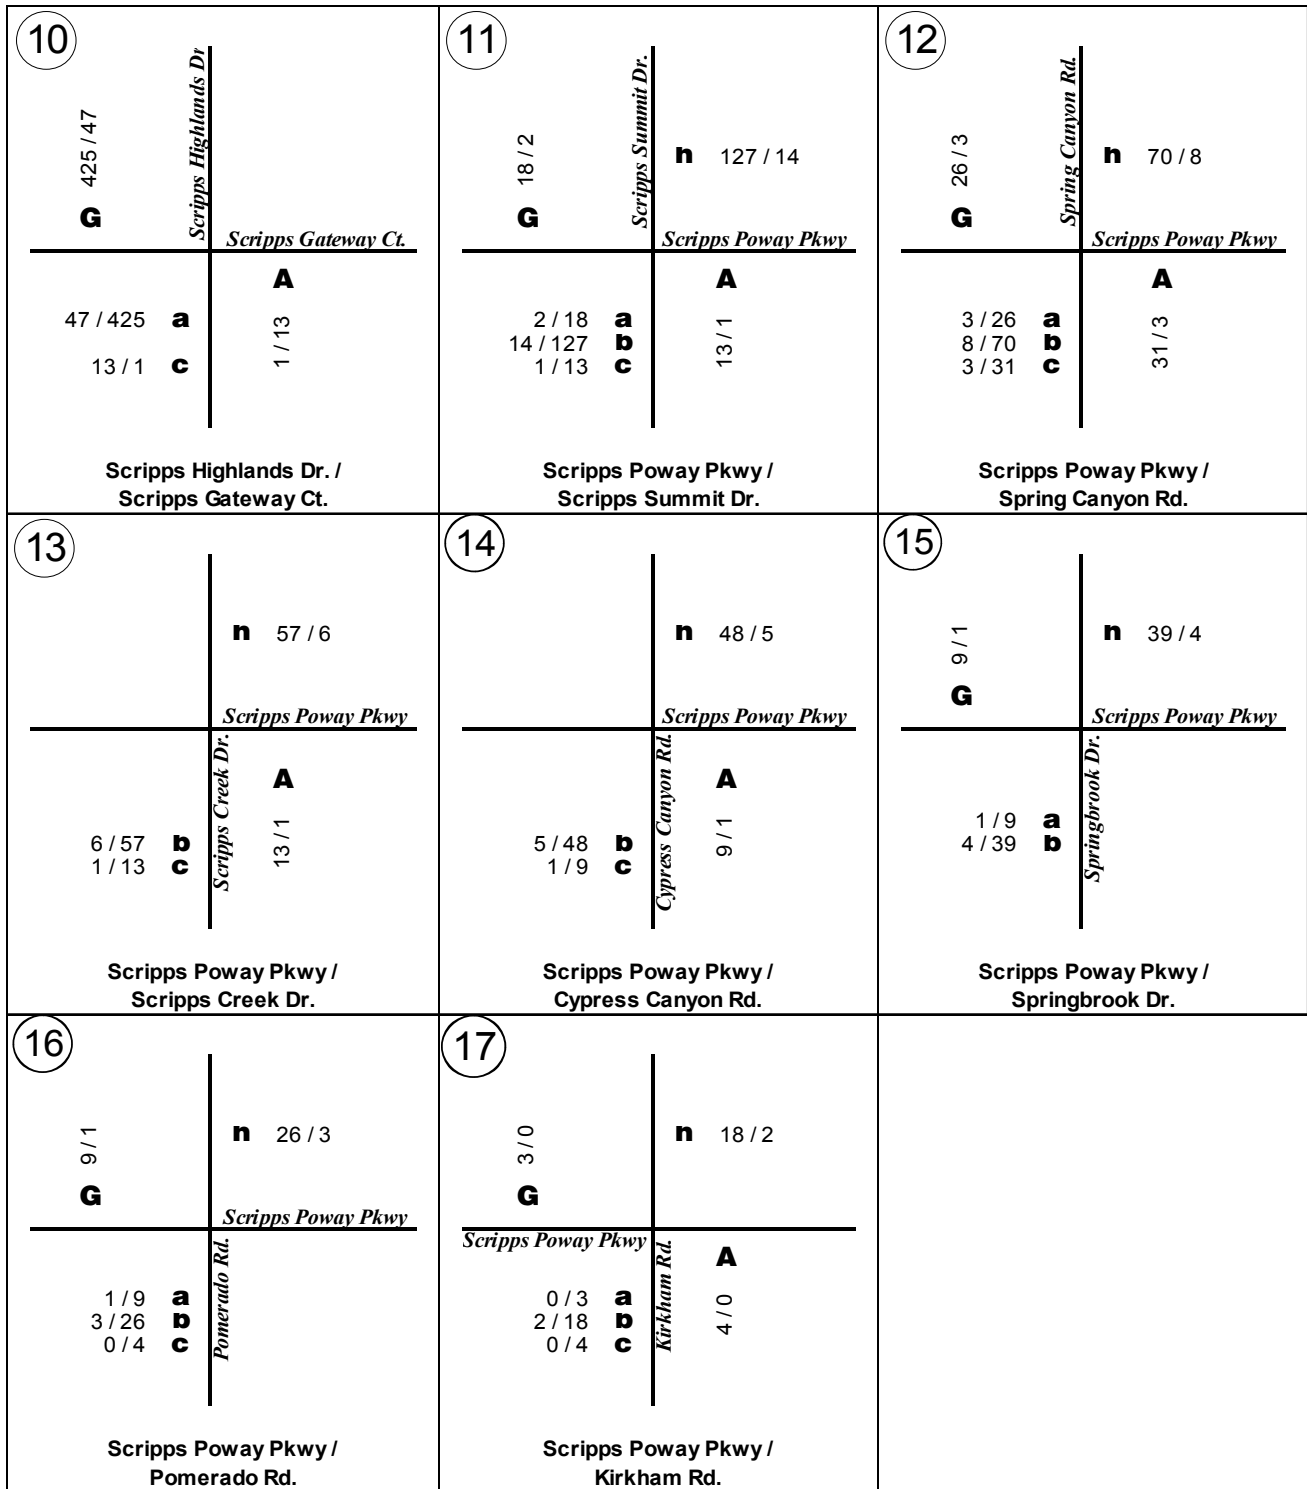 10
Scripps Highlands Dr
425 / 47
G
Scripps Gateway Ct.
A
1 / 13
47 / 425 a
13 / 1 c
Scripps Highlands Dr. /
Scripps Gateway Ct.
11
Scripps Summit Dr.
18 / 2
G
n 127 / 14
Scripps Poway Pkwy
A
13 / 1
2 / 18 a
14 / 127 b
1 / 13 c
Scripps Poway Pkwy /
Scripps Summit Dr.
12
Spring Canyon Rd.
26 / 3
G
n 70 / 8
Scripps Poway Pkwy
A
31 / 3
3 / 26 a
8 / 70 b
3 / 31 c
Scripps Poway Pkwy /
Spring Canyon Rd.
13
n 57 / 6
Scripps Poway Pkwy
Scripps Creek Dr.
A
13 / 1
6 / 57 b
1 / 13 c
Scripps Poway Pkwy /
Scripps Creek Dr.
14
n 48 / 5
Scripps Poway Pkwy
Cypress Canyon Rd.
A
9 / 1
5 / 48 b
1 / 9 c
Scripps Poway Pkwy /
Cypress Canyon Rd.
15
9 / 1
G
n 39 / 4
Scripps Poway Pkwy
Springbrook Dr.
1 / 9 a
4 / 39 b
Scripps Poway Pkwy /
Springbrook Dr.
16
9 / 1
G
n 26 / 3
Scripps Poway Pkwy
Pomerado Rd.
1 / 9 a
3 / 26 b
0 / 4 c
Scripps Poway Pkwy /
Pomerado Rd.
17
3 / 0
G
n 18 / 2
Scripps Poway Pkwy
Kirkham Rd.
A
4 / 0
0 / 3 a
2 / 18 b
0 / 4 c
Scripps Poway Pkwy /
Kirkham Rd.